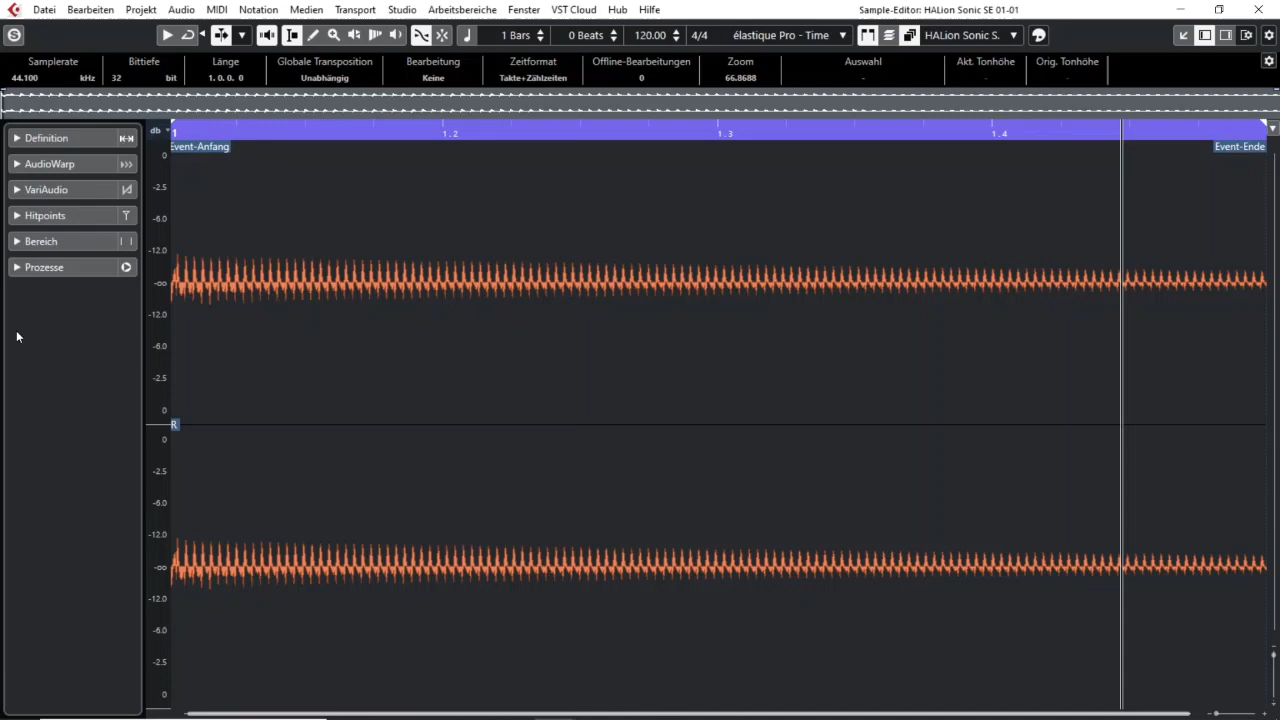 Datei Bearbeiten Projekt Audio MIDI Notation Medien Transport Studio Arbeitsbereiche Fenster VST Cloud Hub Hilfe Sample-Editor: HALion Sonic SE 01-01
S 1 Bars 0 Beats 120.00 4/4 élastique Pro - Time HALion Sonic S.
Samplerate Bittiefe Länge Globale Transposition Bearbeitung Zeitformat Offline-Bearbeitungen Zoom Auswahl Akt. Tonhöhe Orig. Tonhöhe
44.100 kHz 32 bit 1. 0. 0. 0 Unabhängig Keine Takte+Zählzeiten 0 66.8688 - - -
Definition
AudioWarp
VariAudio
Hitpoints
Bereich
Prozesse
db 1 1.2 1.3 1.4
Event-Anfang Event-Ende
0
-2.5
-6.0
-12.0
-∞
-12.0
-6.0
-2.5
0
R
0
-2.5
-6.0
-12.0
-∞
-12.0
-6.0
-2.5
0